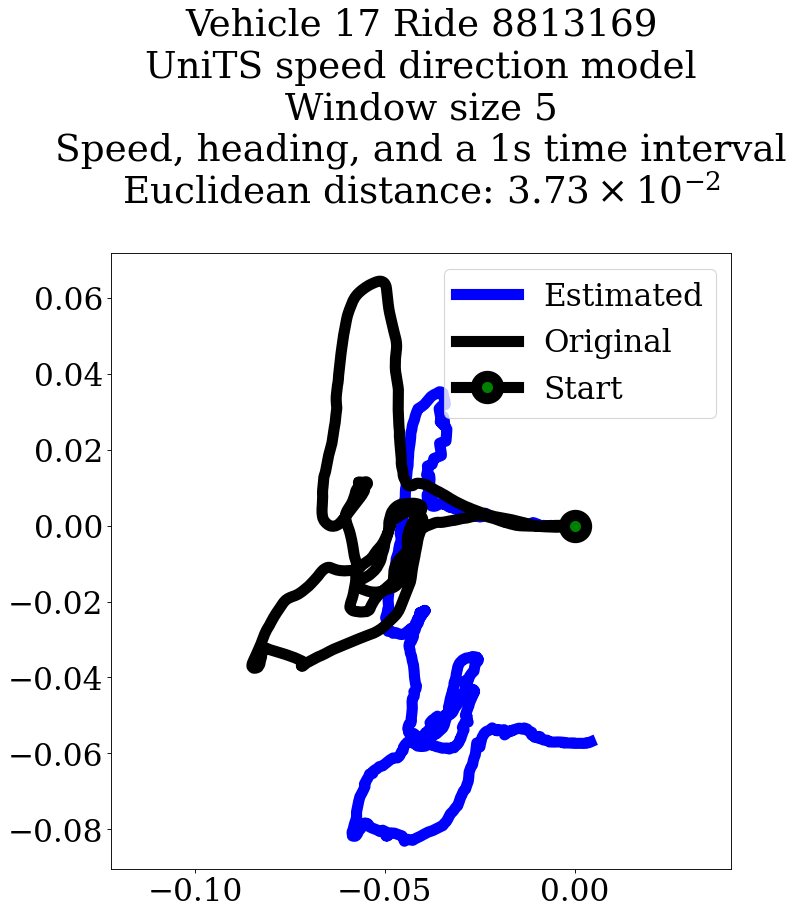 Vehicle 17 Ride 8813169
UniTS speed direction model
Window size 5
Speed, heading, and a 1s time interval
Euclidean distance: 3.73 × 10⁻²
Estimated
Original
Start
0.06
0.04
0.02
0.00
−0.02
−0.04
−0.06
−0.08
−0.10
−0.05
0.00